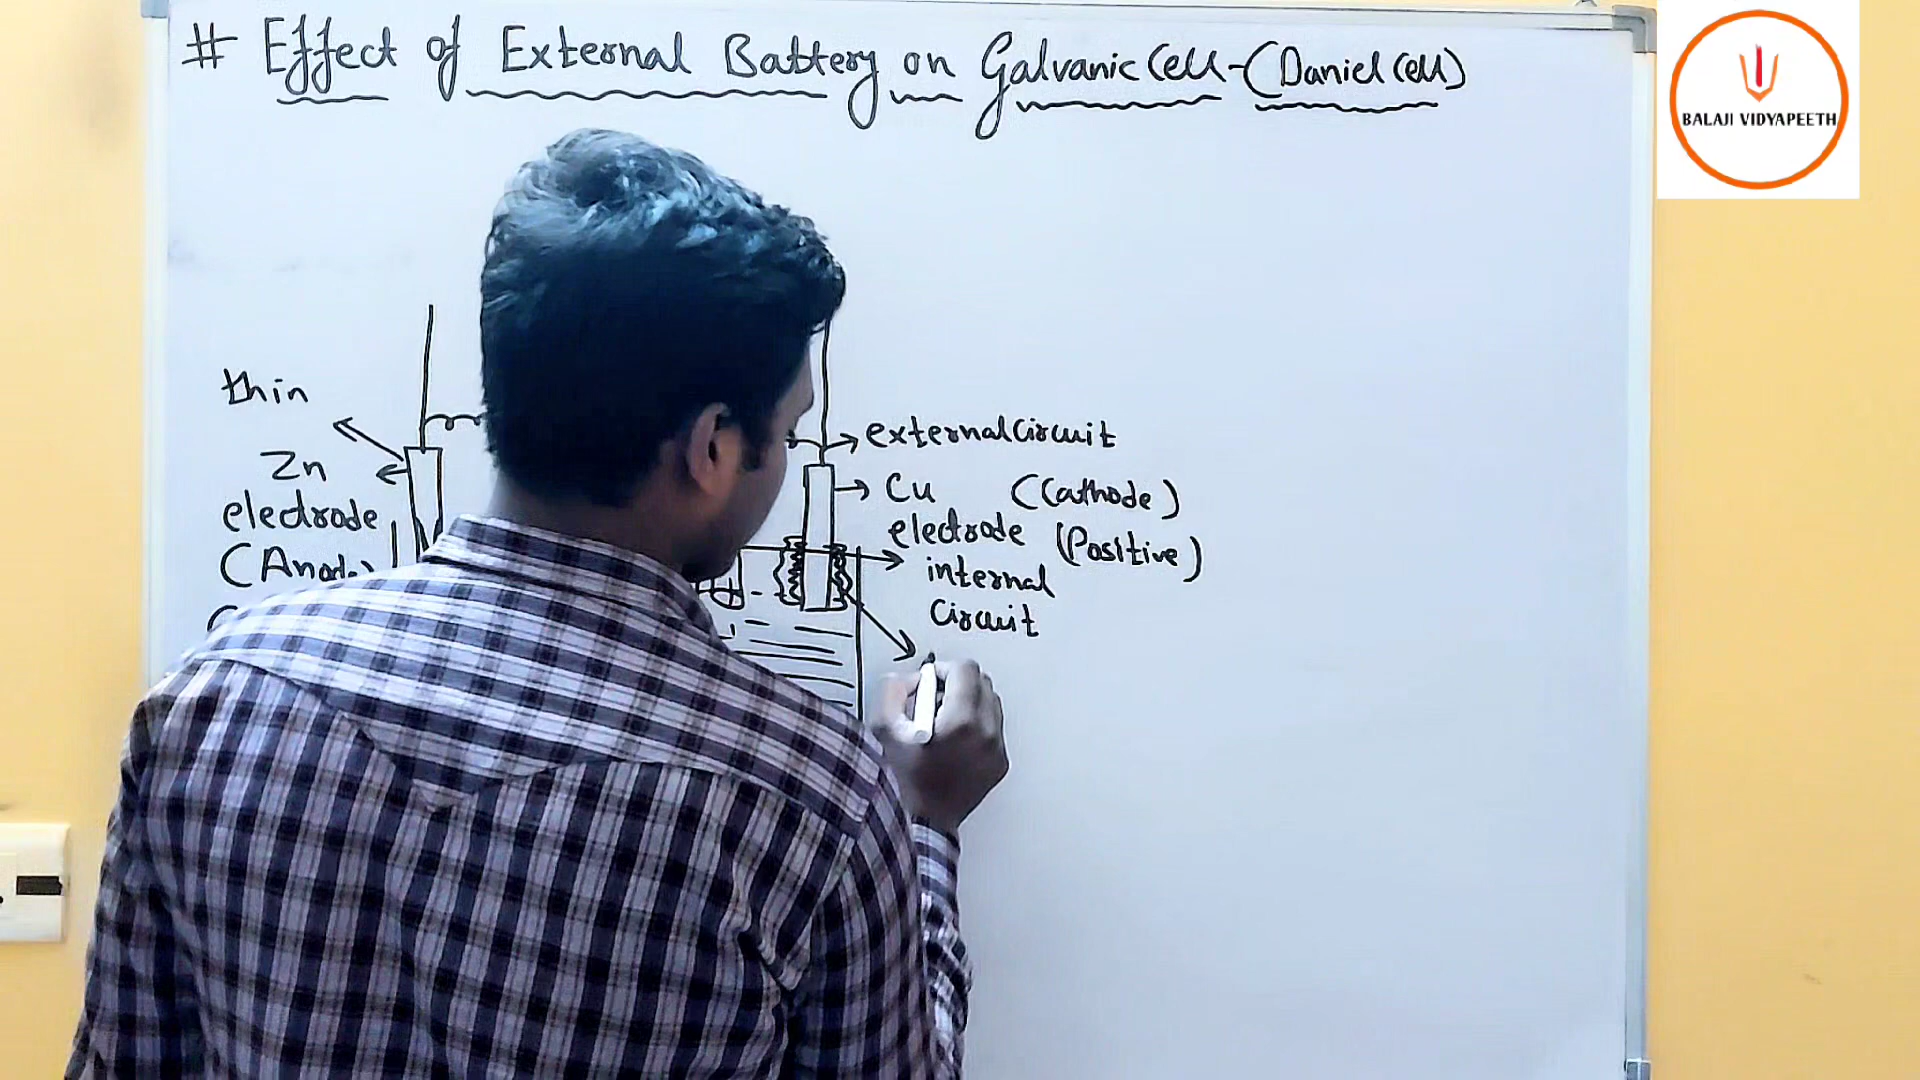 # Effect of External Battery on Galvanic Cell-(Daniel Cell)
BALAJI VIDYAPEETH
thin
external circuit
Zn
electrode
Cu (Cathode)
electrode (Positive)
internal
circuit